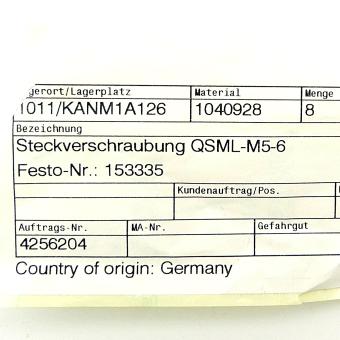 gerort/Lagerplatz Material Menge
1011/KANM1A126 1040928 8
Bezeichnung
Steckverschraubung QSML-M5-6
Festo-Nr.: 153335
Kundenauftrag/Pos.
Auftrags-Nr. MA-Nr. Gefahrgut
4256204
Country of origin: Germany